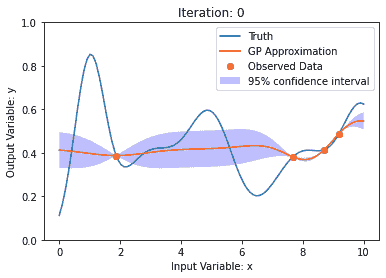 Iteration: 0
Truth
GP Approximation
Observed Data
95% confidence interval
Output Variable: y
1.0
0.8
0.6
0.4
0.2
0.0
0 2 4 6 8 10
Input Variable: x